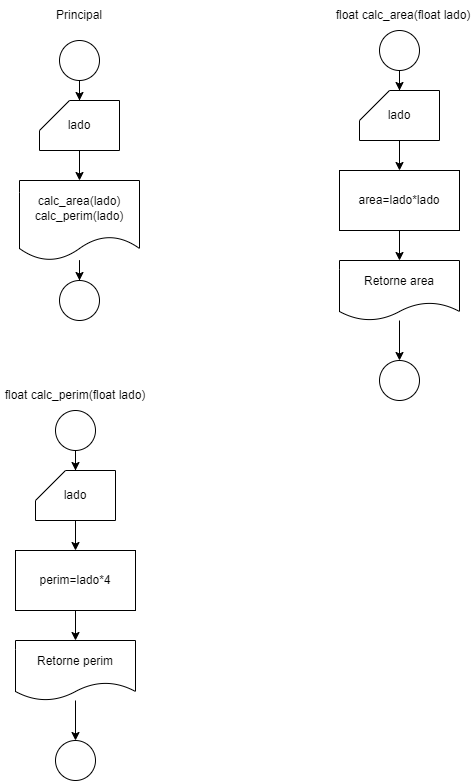 Principal
lado
calc_area(lado)
calc_perim(lado)
float calc_area(float lado)
lado
area=lado*lado
Retorne area
float calc_perim(float lado)
lado
perim=lado*4
Retorne perim